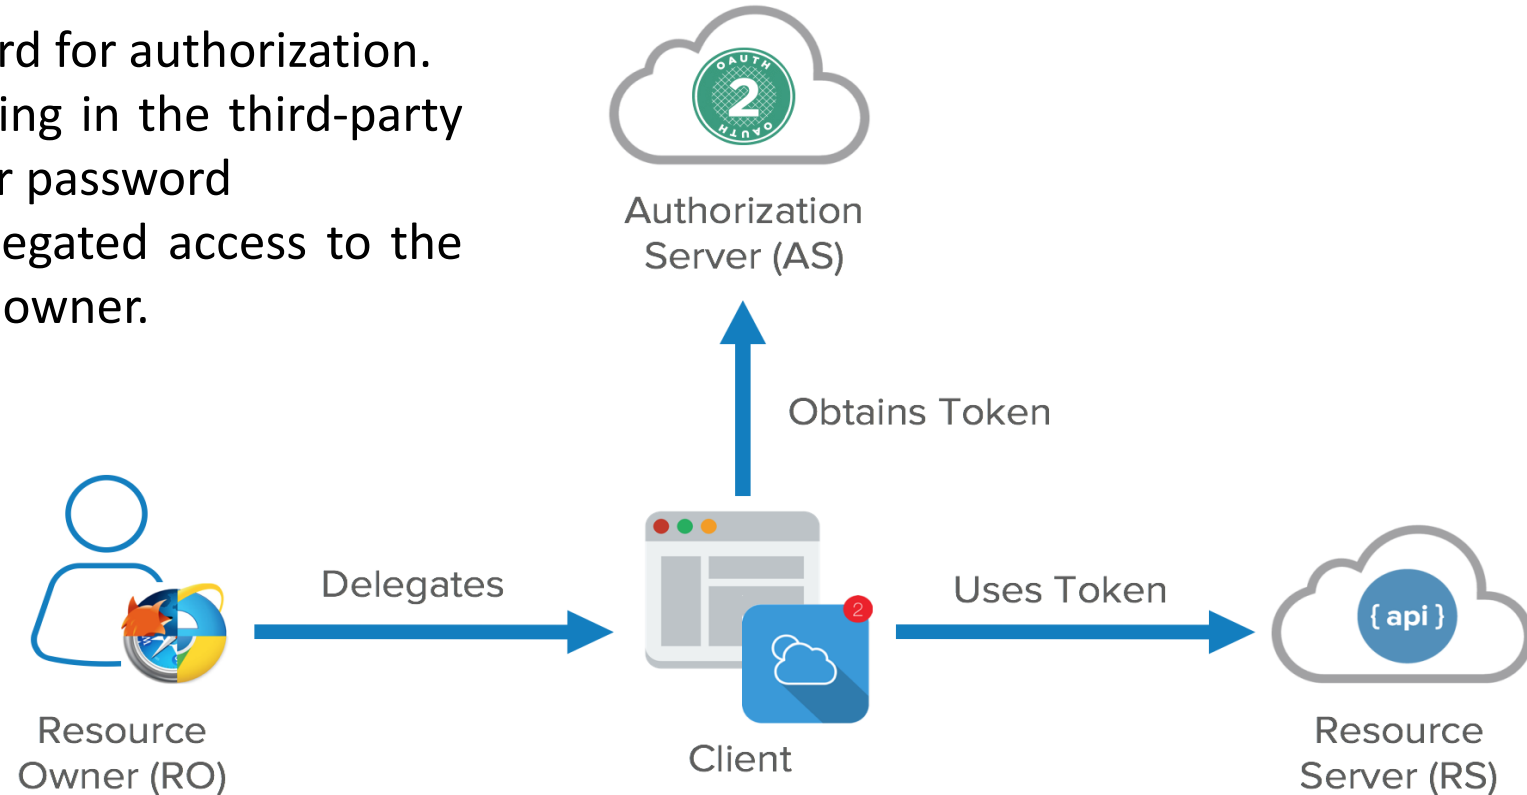 rd for authorization.
ing in the third-party
r password
legated access to the
owner.
OAUTH
2
OAUTH
Authorization
Server (AS)
Obtains Token
Delegates
2
Uses Token
{ api }
Resource
Owner (RO)
Client
Resource
Server (RS)